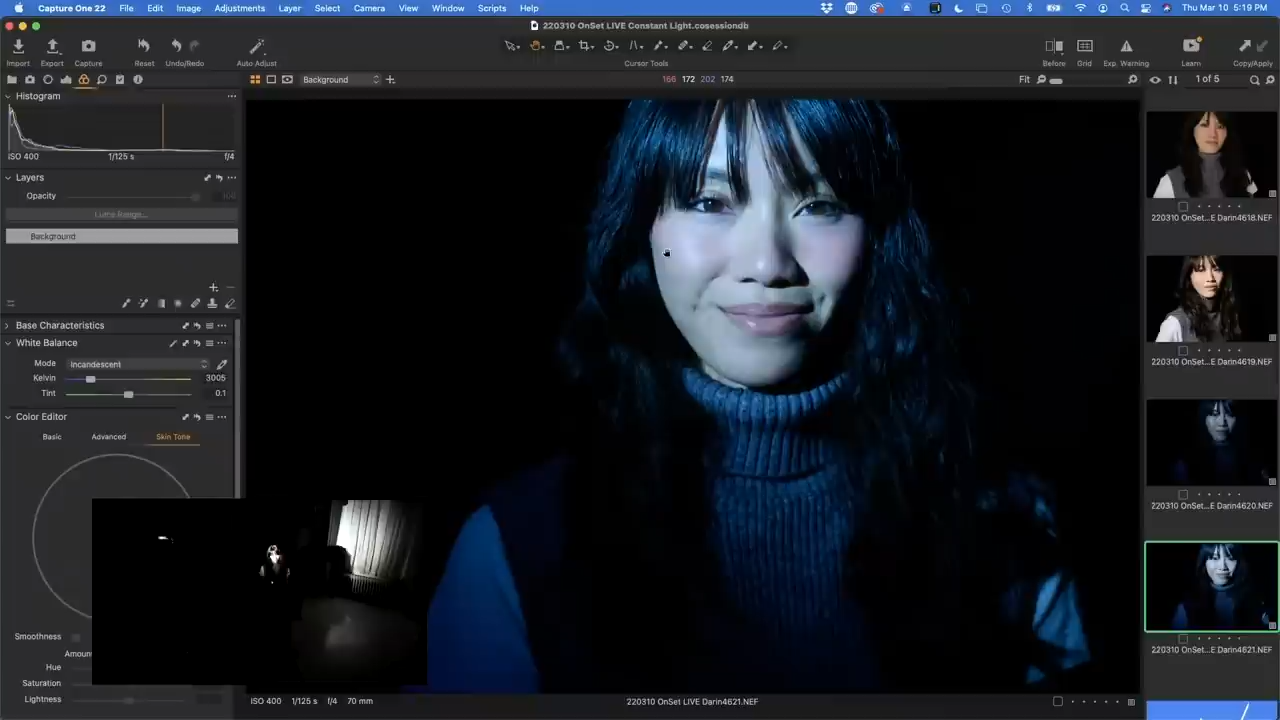 Capture One 22 File Edit Image Adjustments Layer Select Camera View Window Scripts Help Thu Mar 10 5:19 PM
220310 OnSet LIVE Constant Light.cosessiondb
Import Export Capture Reset Undo/Redo Auto Adjust Cursor Tools Before Grid Exp. Warning Learn Copy/Apply
Background 166 172 202 174 Fit 1 of 5
Histogram
ISO 400 1/125 s f/4
Layers
Opacity 100
Luma Range...
Background
Base Characteristics
White Balance
Mode Incandescent
Kelvin 3005
Tint 0.1
Color Editor
Basic Advanced Skin Tone
Smoothness
Amoun
Hue
Saturation
Lightness
220310 OnSet...E Darin4618.NEF
220310 OnSet...E Darin4619.NEF
220310 OnSet...E Darin4620.NEF
220310 OnSet...E Darin4621.NEF
ISO 400 1/125 s f/4 70 mm 220310 OnSet LIVE Darin4621.NEF